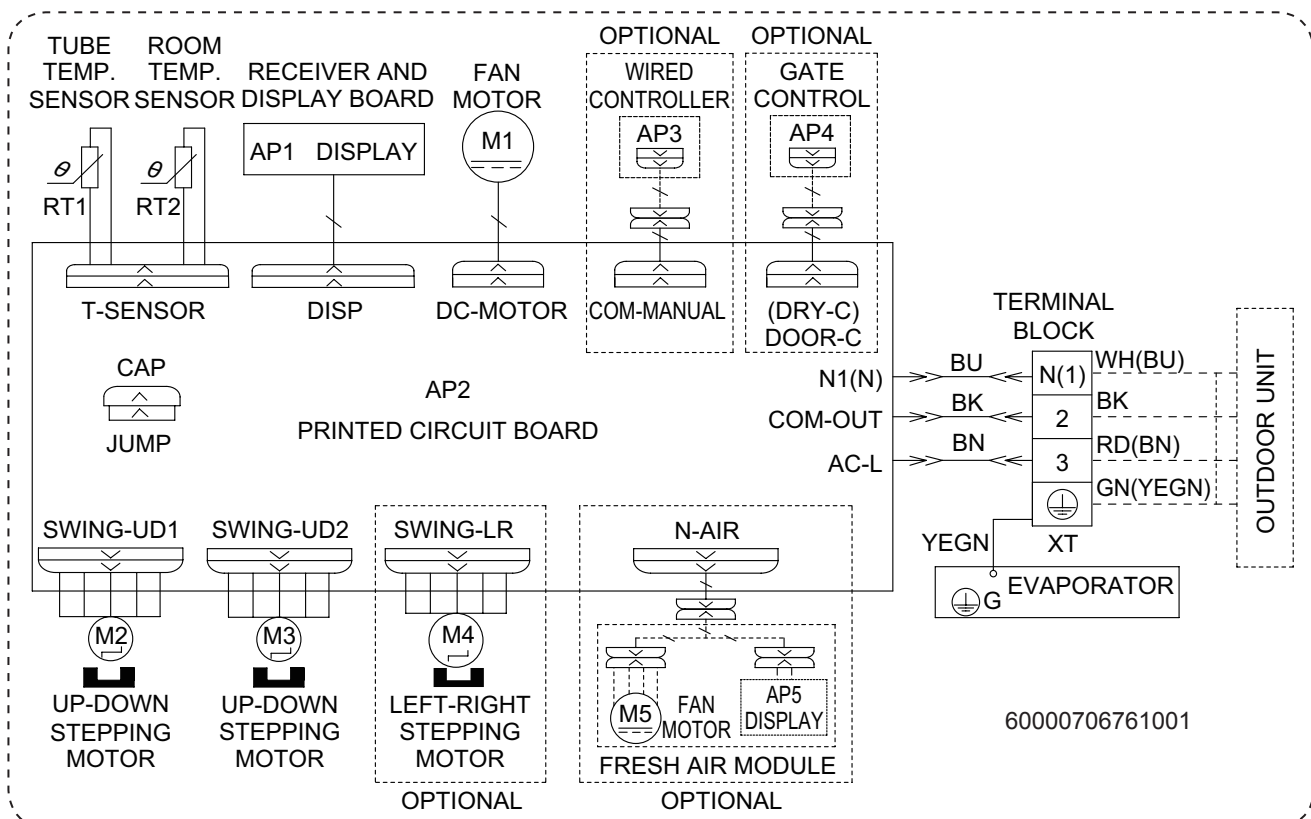 OPTIONAL OPTIONAL
TUBE TEMP. SENSOR
ROOM TEMP. SENSOR
RECEIVER AND DISPLAY BOARD
FAN MOTOR
WIRED CONTROLLER
GATE CONTROL
AP1 DISPLAY
M1
AP3
AP4
θ
RT1
θ
RT2
T-SENSOR
DISP
DC-MOTOR
COM-MANUAL
(DRY-C)
DOOR-C
CAP
JUMP
AP2
PRINTED CIRCUIT BOARD
TERMINAL
BLOCK
N1(N) BU N(1) WH(BU)
COM-OUT BK 2 BK
AC-L BN 3 RD(BN)
GN(YEGN)
XT
OUTDOOR UNIT
YEGN
G EVAPORATOR
SWING-UD1
SWING-UD2
SWING-LR
N-AIR
M2
M3
M4
UP-DOWN
STEPPING
MOTOR
UP-DOWN
STEPPING
MOTOR
LEFT-RIGHT
STEPPING
MOTOR
OPTIONAL
M5
FAN
MOTOR
AP5
DISPLAY
FRESH AIR MODULE
OPTIONAL
60000706761001